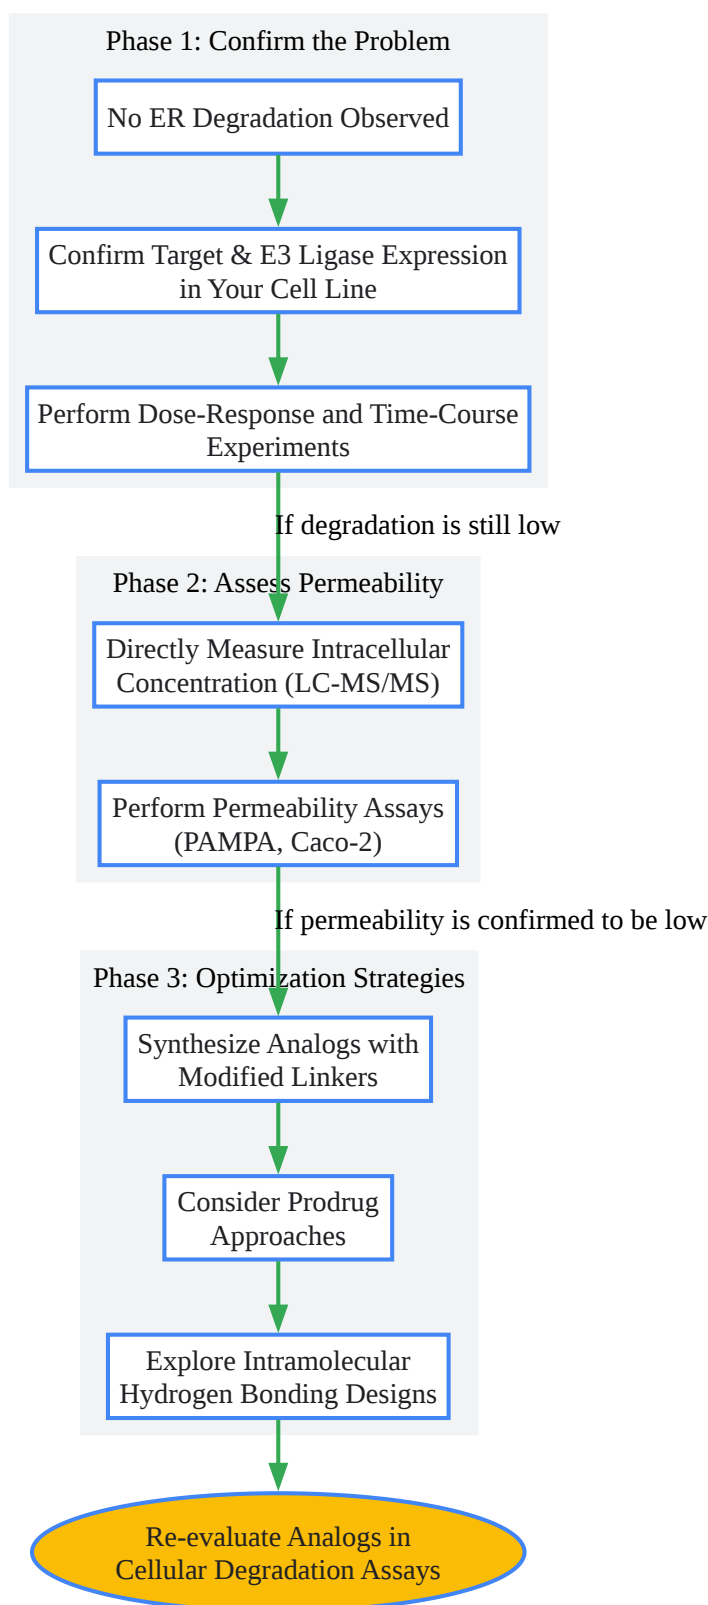 Phase 1: Confirm the Problem
No ER Degradation Observed
Confirm Target & E3 Ligase Expression
in Your Cell Line
Perform Dose-Response and Time-Course
Experiments
If degradation is still low
Phase 2: Assess Permeability
Directly Measure Intracellular
Concentration (LC-MS/MS)
Perform Permeability Assays
(PAMPA, Caco-2)
If permeability is confirmed to be low
Phase 3: Optimization Strategies
Synthesize Analogs with
Modified Linkers
Consider Prodrug
Approaches
Explore Intramolecular
Hydrogen Bonding Designs
Re-evaluate Analogs in
Cellular Degradation Assays